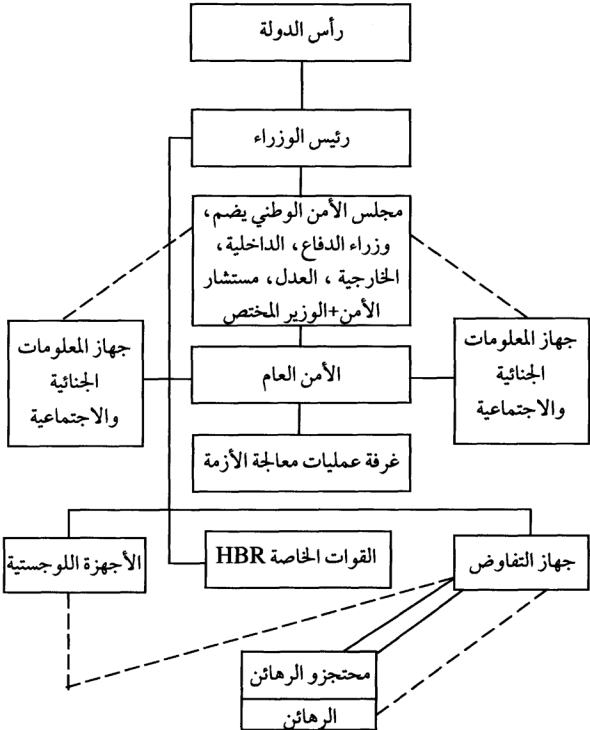 رأس الدولة
رئيس الوزراء
مجلس الأمن الوطني يضم،
وزراء الدفاع، الداخلية،
الخارجية، العدل، مستشار
الأمن+الوزير المختص
جهاز المعلومات
الجنائية
والاجتماعية
الأمن العام
جهاز المعلومات
الجنائية
والاجتماعية
غرفة عمليات معالجة الأزمة
جهاز التفاوض
القوات الخاصة HBR
الأجهزة اللوجستية
محتجزو الرهائن
الرهائن